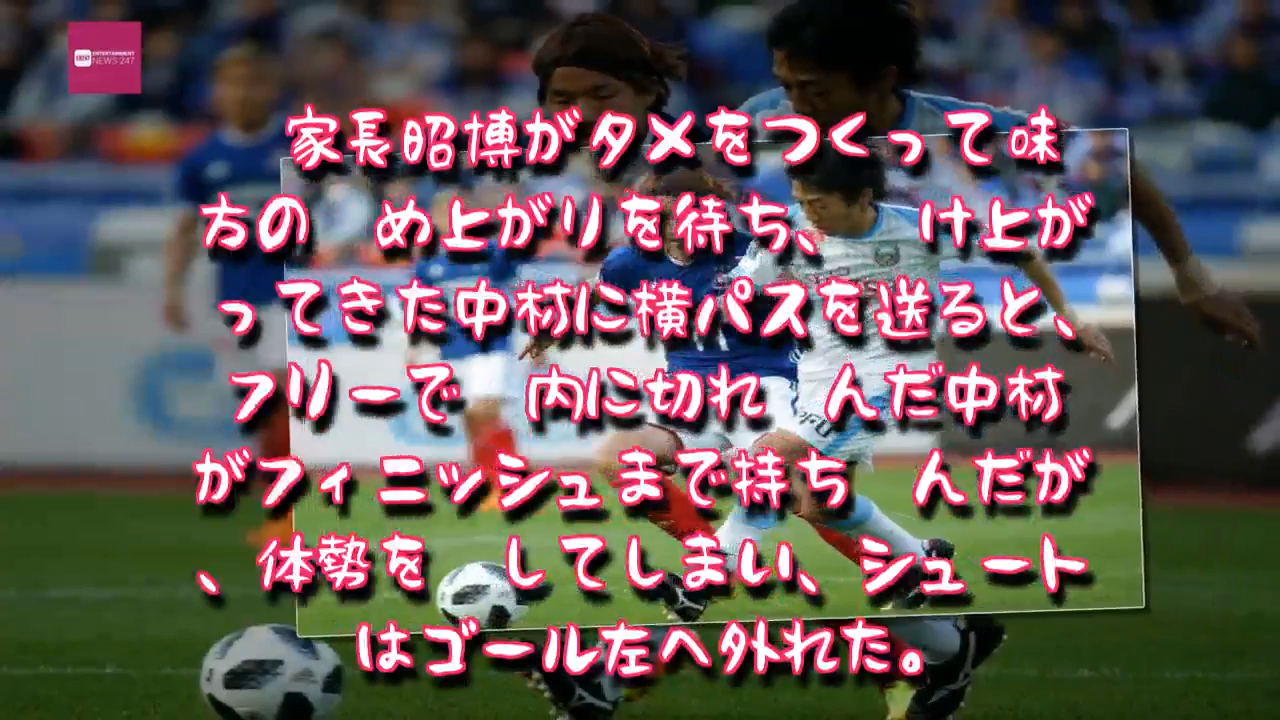 ENTERTAINMENT
NEWS 247
家長昭博がタメをつくって味
方の　め上がりを待ち、　け上が
ってきた中村に横パスを送ると、
フリーで　内に切れ　んだ中村
がフィニッシュまで持ち　んだが
、体勢を　してしまい、シュート
はゴール左へ外れた。